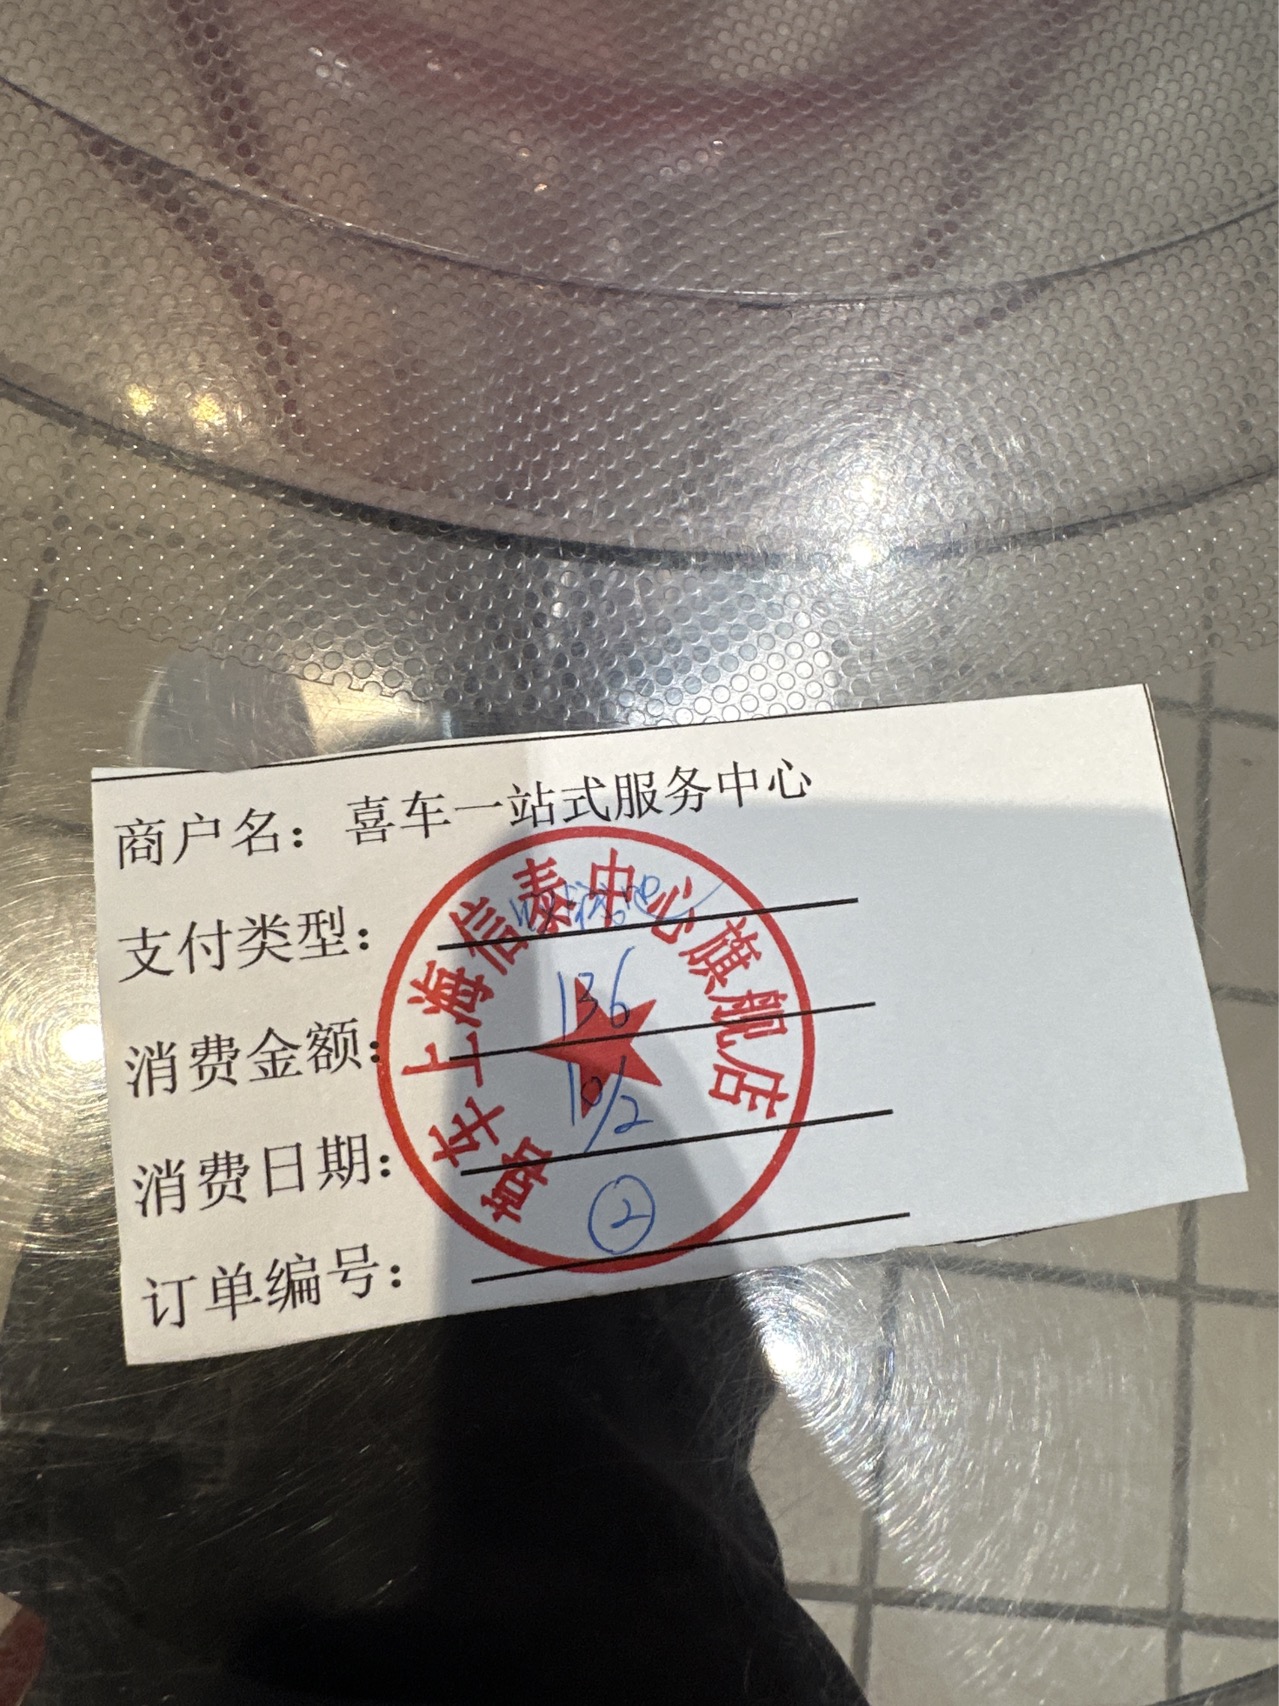 商户名：喜车一站式服务中心
支付类型：
消费金额：136
消费日期：10/2
订单编号：②
喜车上海信泰中心旗舰店